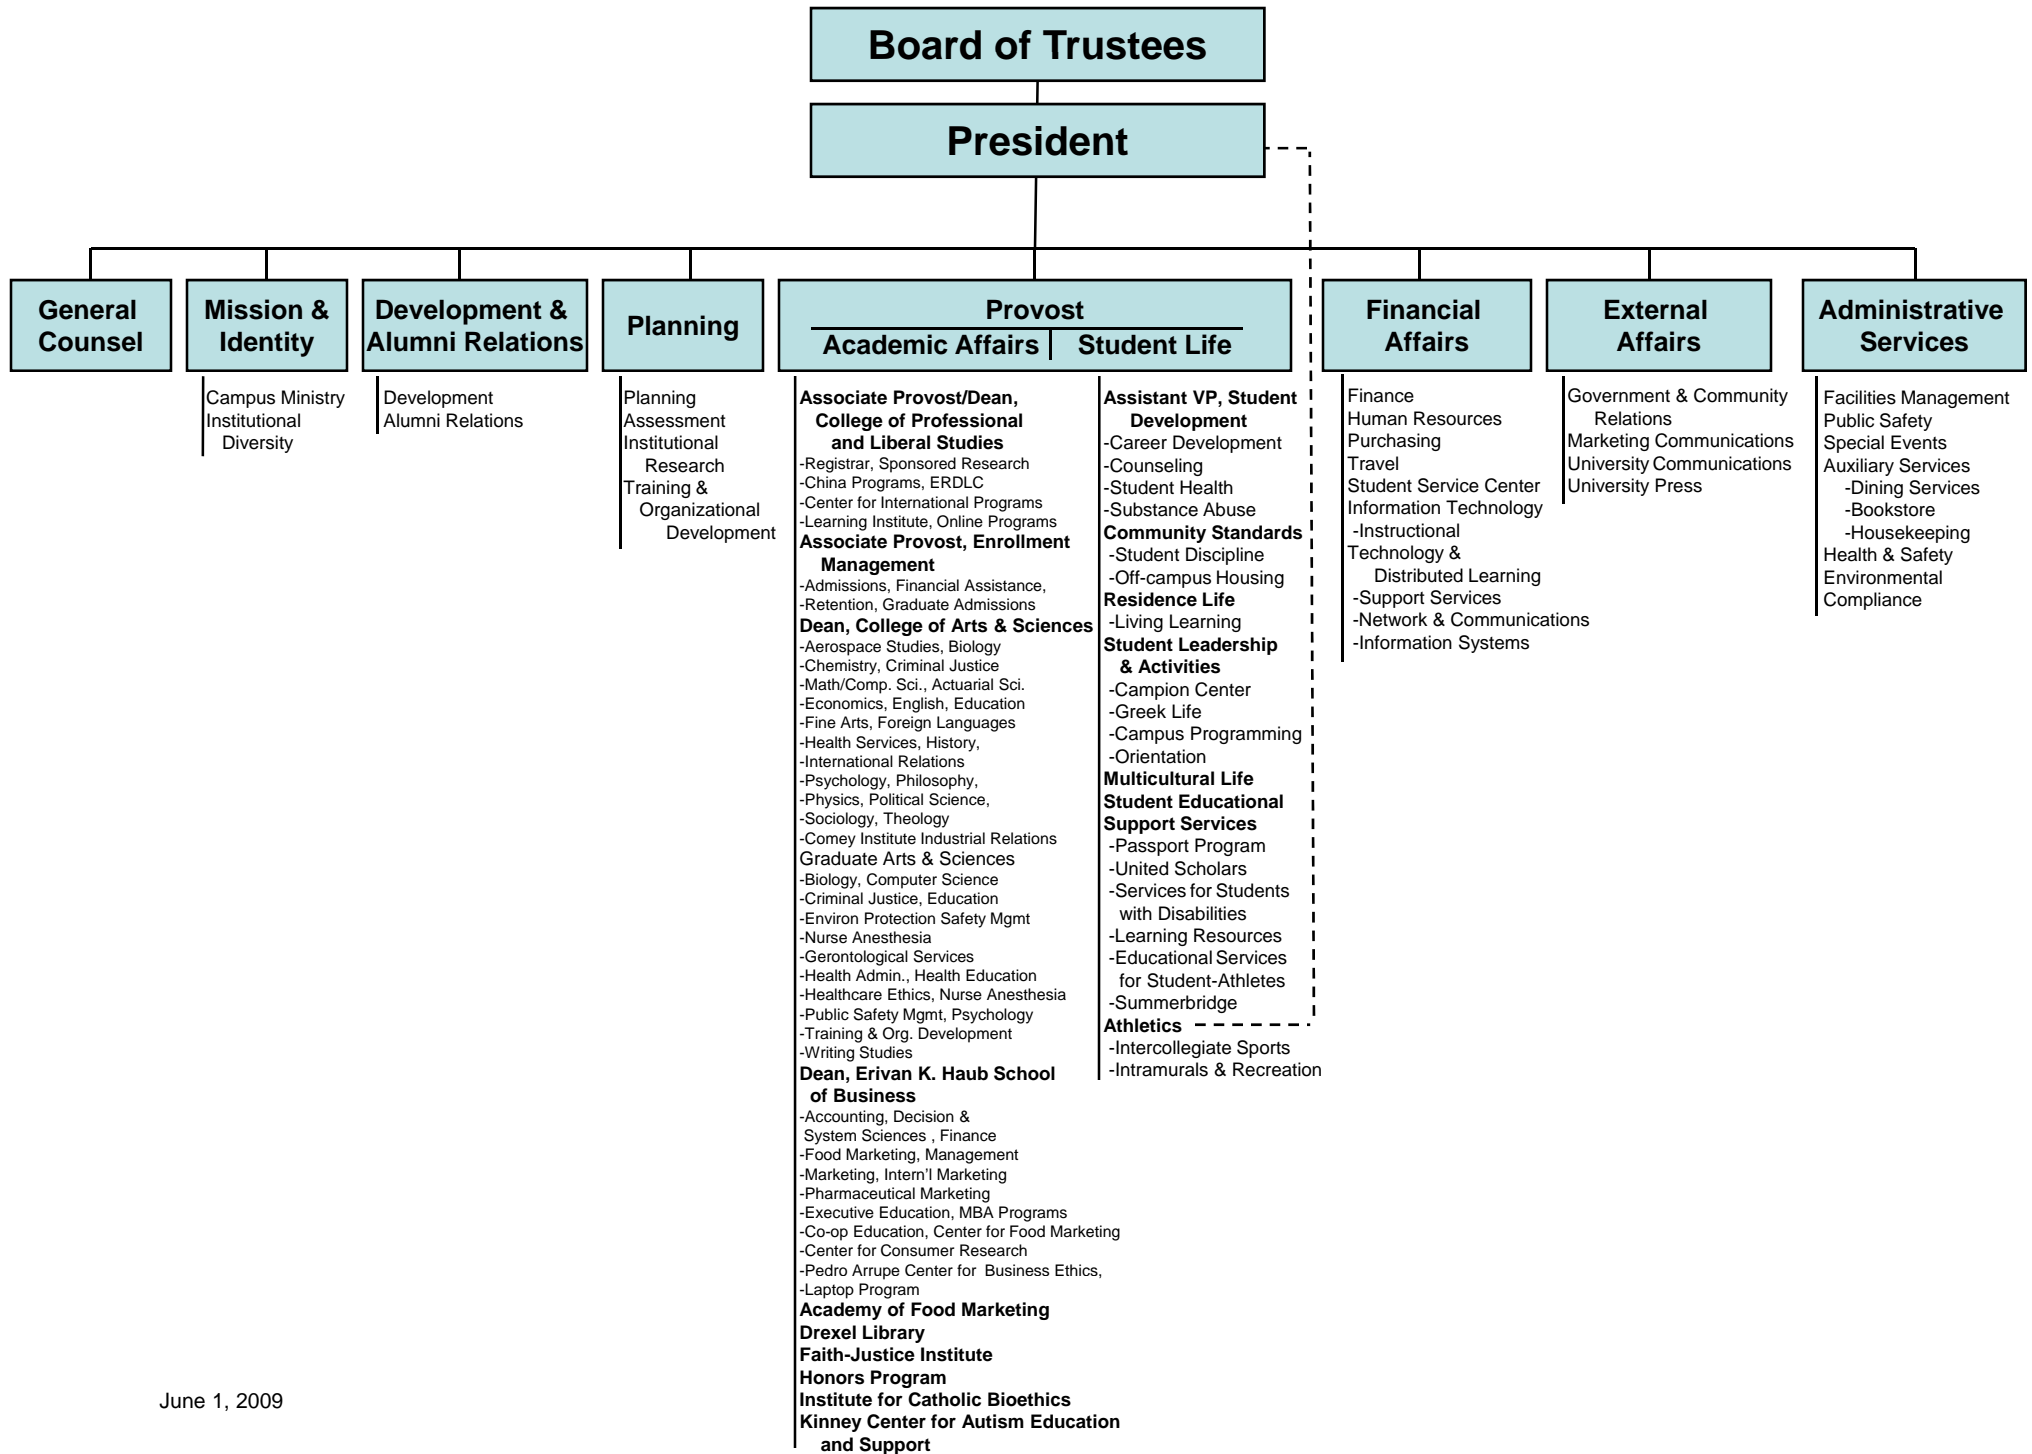 Board of Trustees
President
General
Counsel
Mission &
Identity
Development &
Alumni Relations
Planning
Provost
Academic Affairs
Student Life
Financial
Affairs
External
Affairs
Administrative
Services
Campus Ministry
Institutional
Diversity
Development
Alumni Relations
Planning
Assessment
Institutional
Research
Training &
Organizational
Development
Associate Provost/Dean,
College of Professional
and Liberal Studies
-Registrar, Sponsored Research
-China Programs, ERDLC
-Center for International Programs
-Learning Institute, Online Programs
Associate Provost, Enrollment
Management
-Admissions, Financial Assistance,
-Retention, Graduate Admissions
Dean, College of Arts & Sciences
-Aerospace Studies, Biology
-Chemistry, Criminal Justice
-Math/Comp. Sci., Actuarial Sci.
-Economics, English, Education
-Fine Arts, Foreign Languages
-Health Services, History,
-International Relations
-Psychology, Philosophy,
-Physics, Political Science,
-Sociology, Theology
-Comey Institute Industrial Relations
Graduate Arts & Sciences
-Biology, Computer Science
-Criminal Justice, Education
-Environ Protection Safety Mgmt
-Nurse Anesthesia
-Gerontological Services
-Health Admin., Health Education
-Healthcare Ethics, Nurse Anesthesia
-Public Safety Mgmt, Psychology
-Training & Org. Development
-Writing Studies
Dean, Erivan K. Haub School
of Business
-Accounting, Decision &
System Sciences , Finance
-Food Marketing, Management
-Marketing, Intern'l Marketing
-Pharmaceutical Marketing
-Executive Education, MBA Programs
-Co-op Education, Center for Food Marketing
-Center for Consumer Research
-Pedro Arrupe Center for Business Ethics,
-Laptop Program
Academy of Food Marketing
Drexel Library
Faith-Justice Institute
Honors Program
Institute for Catholic Bioethics
Kinney Center for Autism Education
and Support
Assistant VP, Student
Development
-Career Development
-Counseling
-Student Health
-Substance Abuse
Community Standards
-Student Discipline
-Off-campus Housing
Residence Life
-Living Learning
Student Leadership
& Activities
-Campion Center
-Greek Life
-Campus Programming
-Orientation
Multicultural Life
Student Educational
Support Services
-Passport Program
-United Scholars
-Services for Students
with Disabilities
-Learning Resources
-Educational Services
for Student-Athletes
-Summerbridge
Athletics
-Intercollegiate Sports
-Intramurals & Recreation
Finance
Human Resources
Purchasing
Travel
Student Service Center
Information Technology
-Instructional
Technology &
Distributed Learning
-Support Services
-Network & Communications
-Information Systems
Government & Community
Relations
Marketing Communications
University Communications
University Press
Facilities Management
Public Safety
Special Events
Auxiliary Services
-Dining Services
-Bookstore
-Housekeeping
Health & Safety
Environmental
Compliance
June 1, 2009